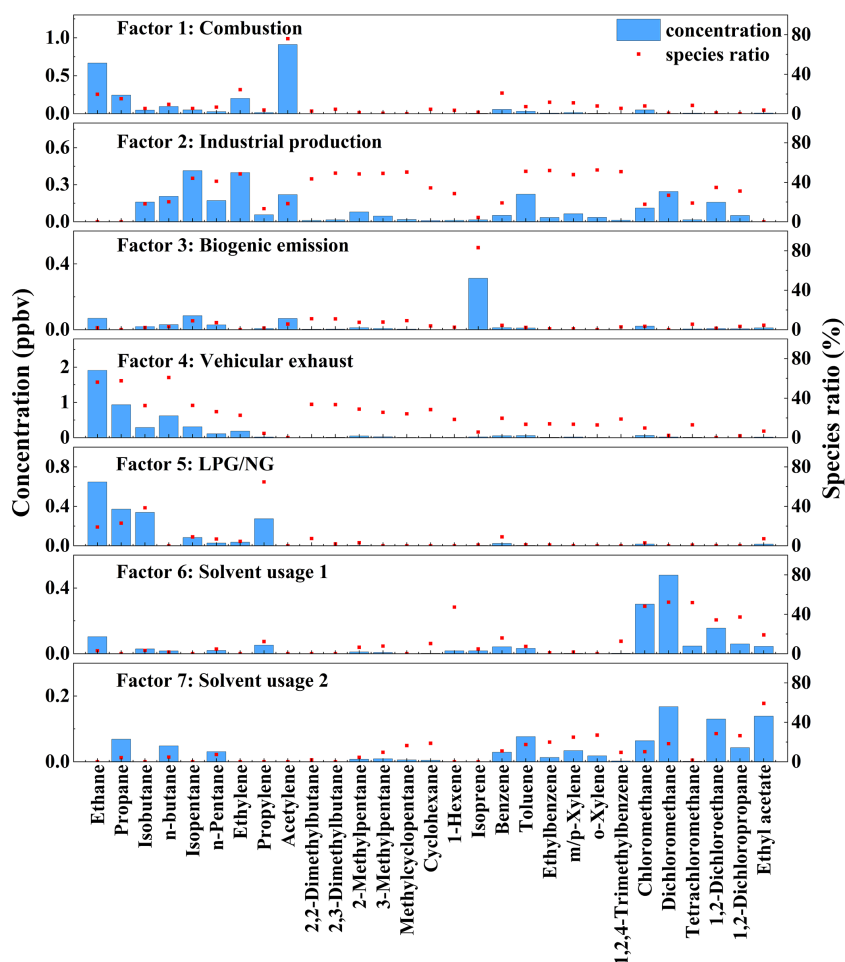 Factor 1: Combustion
concentration
species ratio
1.0
0.5
0.0
80
40
0
Factor 2: Industrial production
0.6
0.3
0.0
80
40
0
Factor 3: Biogenic emission
0.4
0.0
80
40
0
Factor 4: Vehicular exhaust
2
1
0
80
40
0
Factor 5: LPG/NG
0.8
0.4
0.0
80
40
0
Factor 6: Solvent usage 1
0.4
0.0
80
40
0
Factor 7: Solvent usage 2
0.2
0.0
80
40
0
Concentration (ppbv)
Species ratio (%)
Ethane
Propane
Isobutane
n-butane
Isopentane
n-Pentane
Ethylene
Propylene
Acetylene
2,2-Dimethylbutane
2,3-Dimethylbutane
2-Methylpentane
3-Methylpentane
Methylcyclopentane
Cyclohexane
1-Hexene
Isoprene
Benzene
Toluene
Ethylbenzene
m/p-Xylene
o-Xylene
1,2,4-Trimethylbenzene
Chloromethane
Dichloromethane
Tetrachloromethane
1,2-Dichloroethane
1,2-Dichloropropane
Ethyl acetate